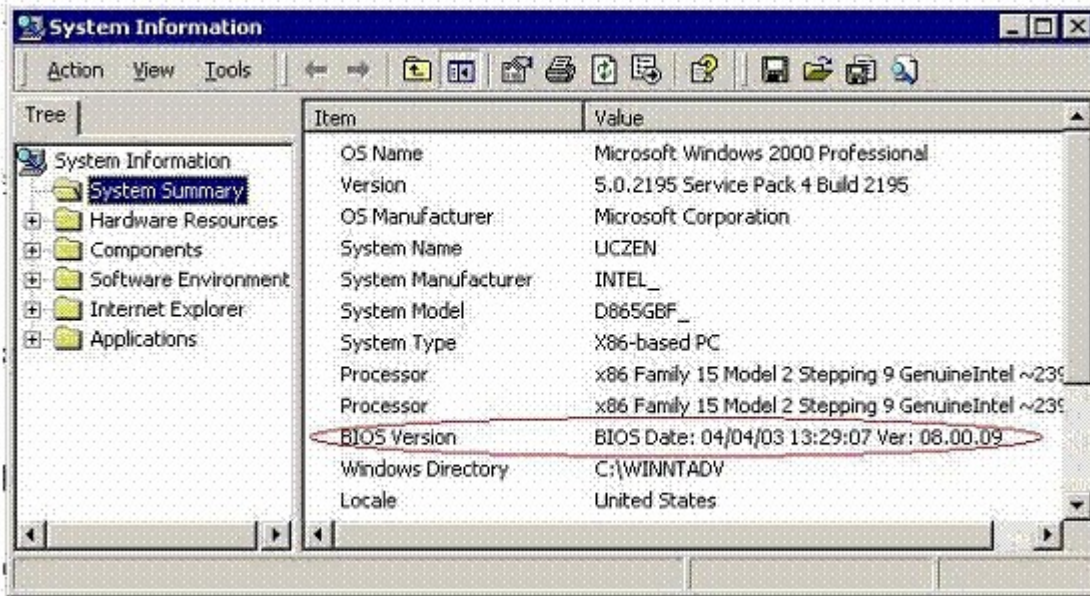 System Information
Action View Tools
Tree
System Information
System Summary
Hardware Resources
Components
Software Environment
Internet Explorer
Applications
Item Value
OS Name Microsoft Windows 2000 Professional
Version 5.0.2195 Service Pack 4 Build 2195
OS Manufacturer Microsoft Corporation
System Name UCZEN
System Manufacturer INTEL_
System Model D865GBF_
System Type X86-based PC
Processor x86 Family 15 Model 2 Stepping 9 GenuineIntel ~239
Processor x86 Family 15 Model 2 Stepping 9 GenuineIntel ~239
BIOS Version BIOS Date: 04/04/03 13:29:07 Ver: 08.00.09
Windows Directory C:\WINNTADV
Locale United States